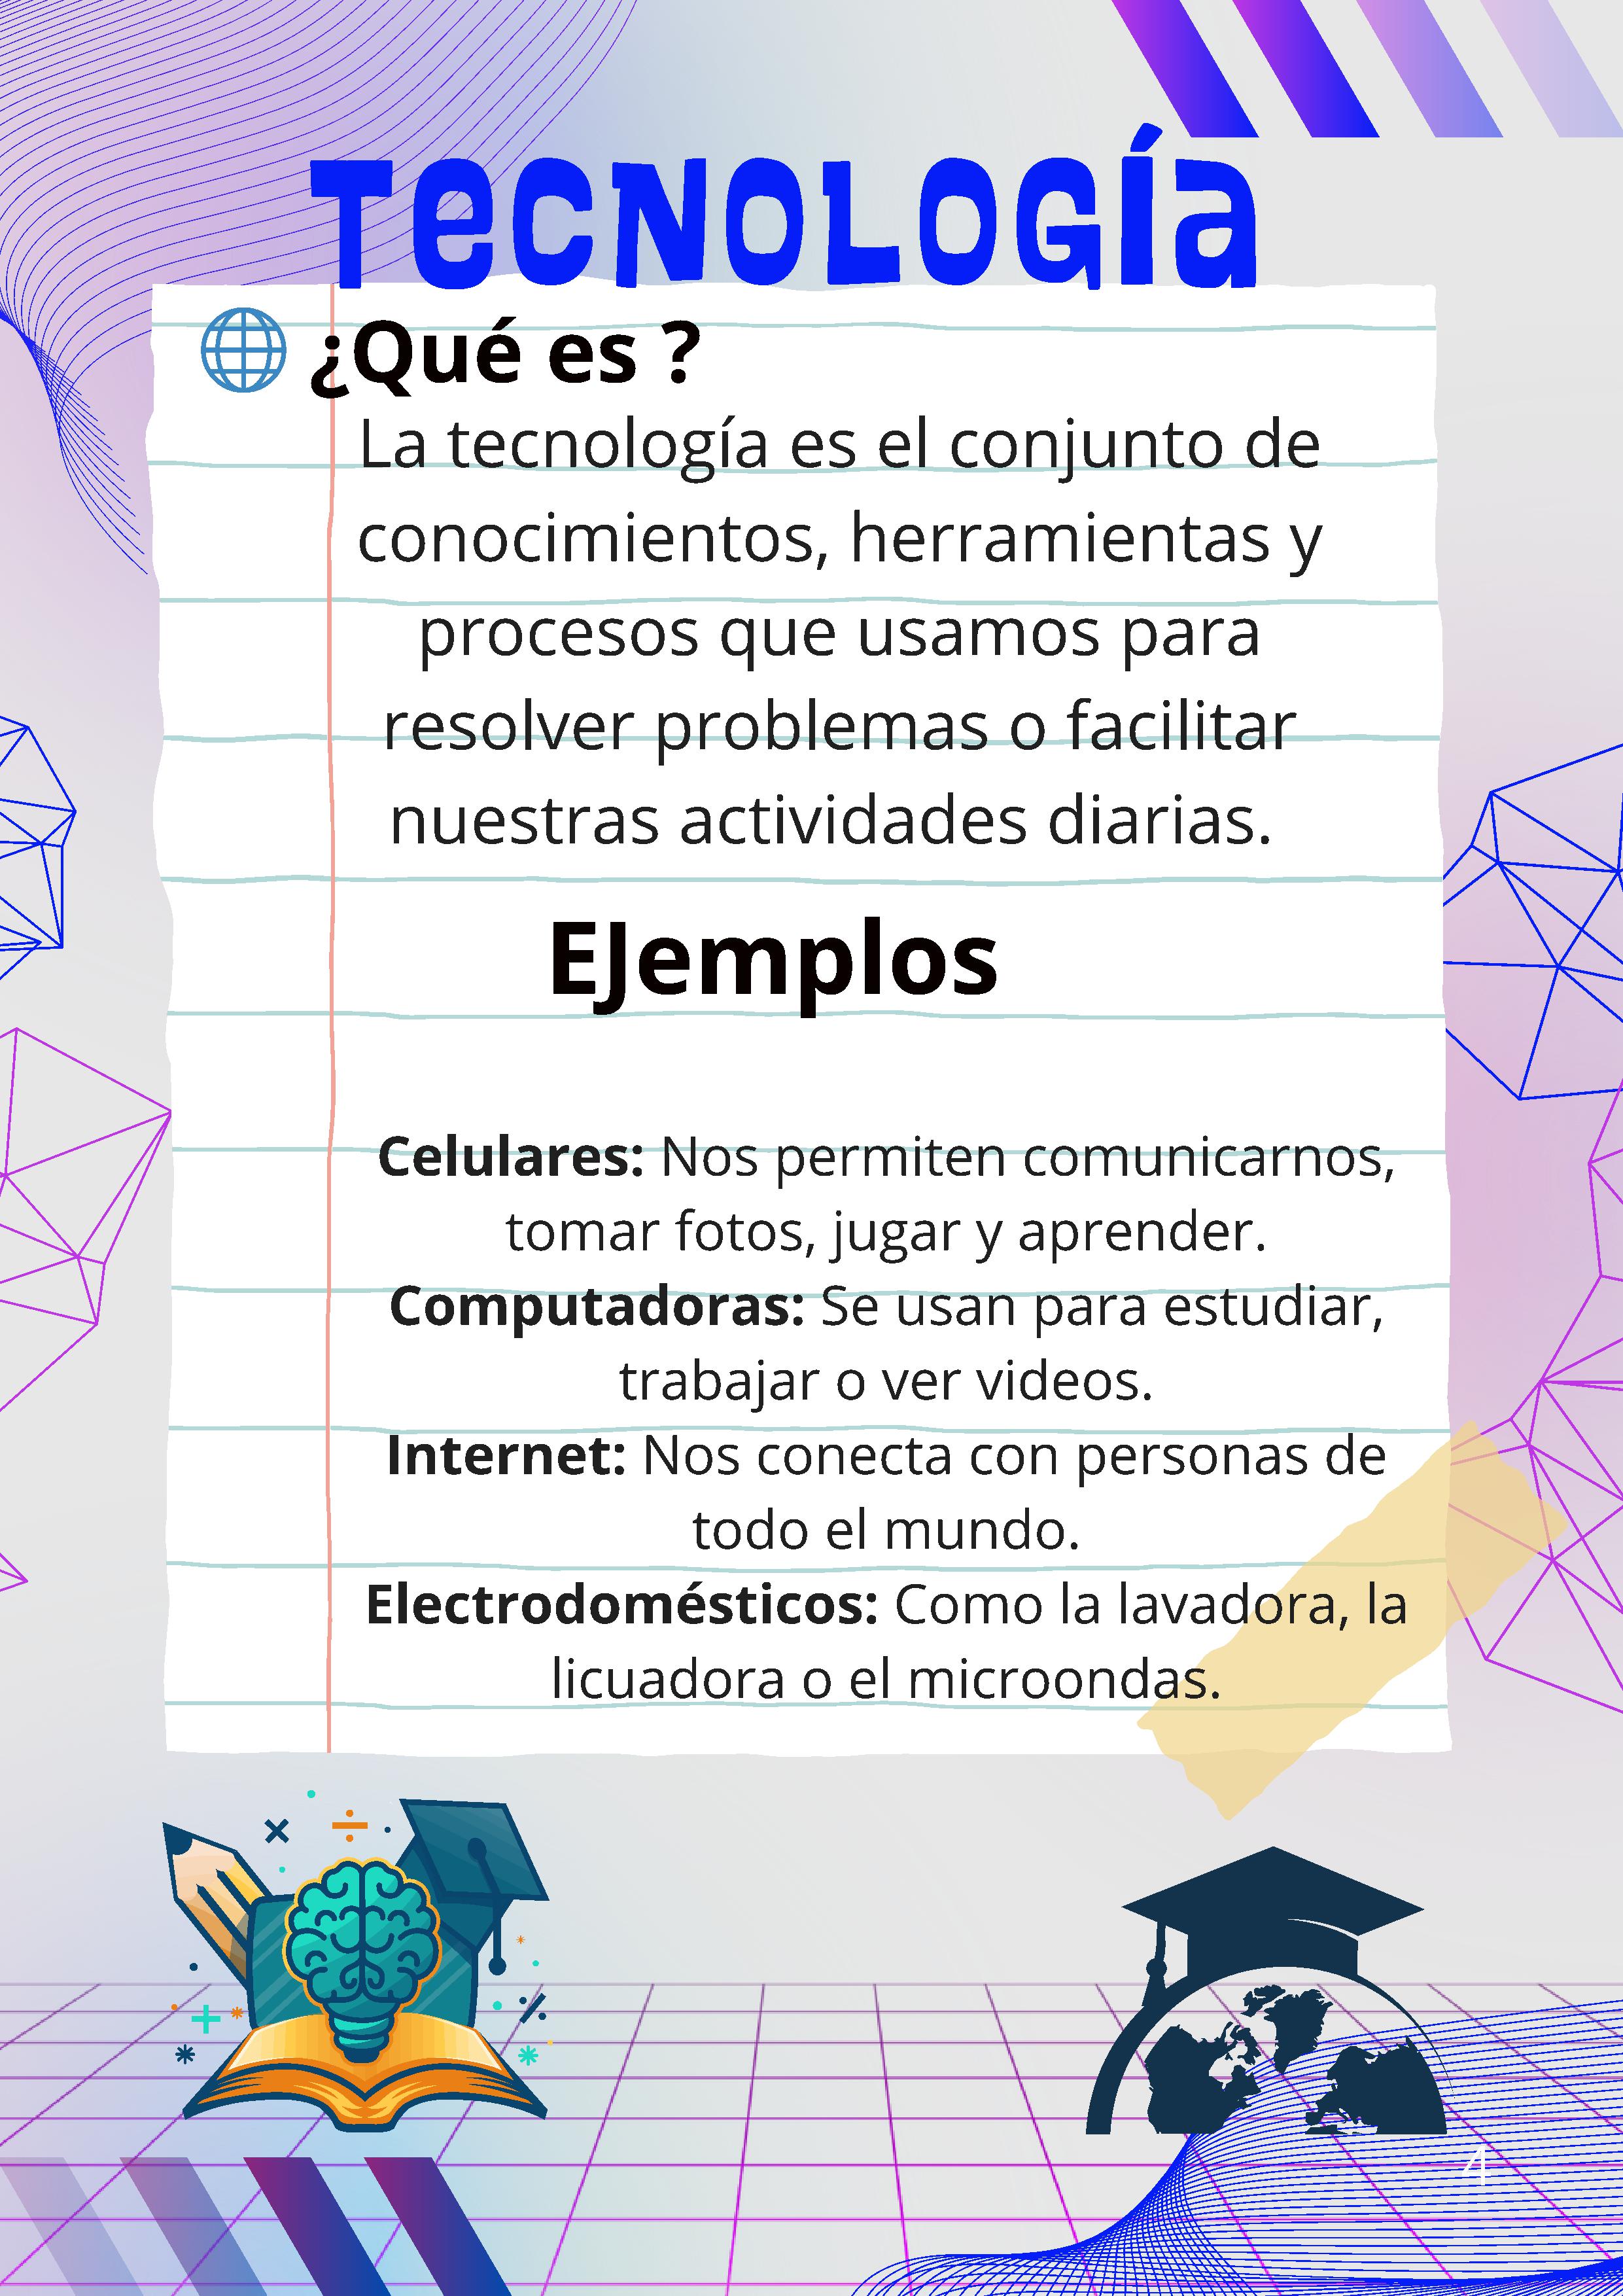 Tecnología
¿Qué es ?
La tecnología es el conjunto de
conocimientos, herramientas y
procesos que usamos para
resolver problemas o facilitar
nuestras actividades diarias.
EJemplos
Celulares: Nos permiten comunicarnos,
tomar fotos, jugar y aprender.
Computadoras: Se usan para estudiar,
trabajar o ver videos.
Internet: Nos conecta con personas de
todo el mundo.
Electrodomésticos: Como la lavadora, la
licuadora o el microondas.
4